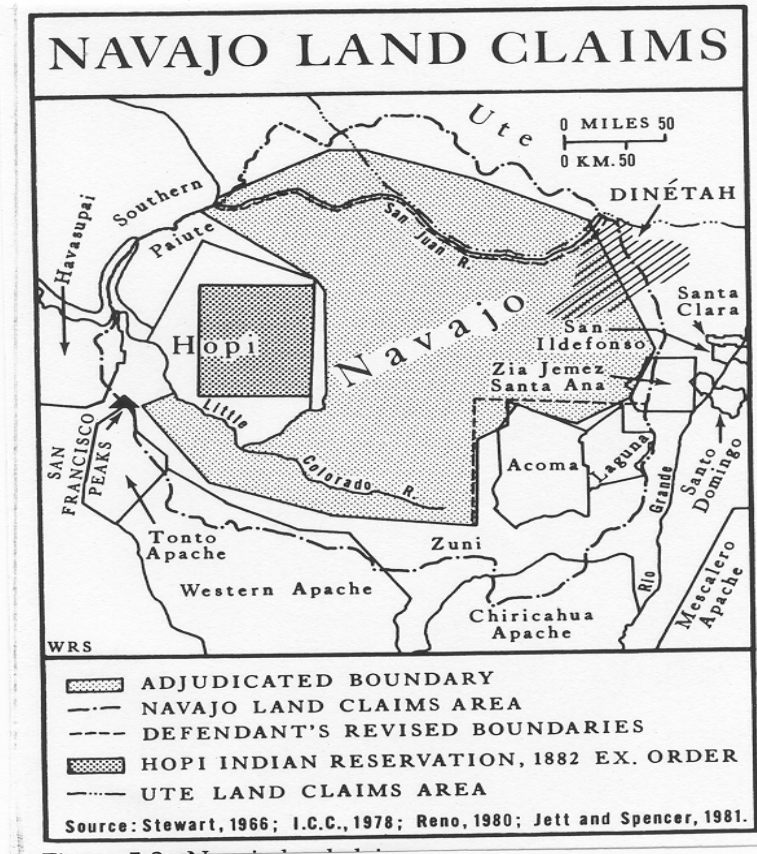 NAVAJO LAND CLAIMS
Ute
0 MILES 50
0 KM. 50
DINÉTAH
Southern
Paiute
Havasupai
San Juan R.
Santa
Clara
San
Ildefonso
Hopi
Navajo
Zia Jemez
Santa Ana
Little
Colorado R.
SAN
FRANCISCO
PEAKS
Acoma
Laguna
Grande
Santo
Domingo
Tonto
Apache
Zuni
Western Apache
Rio
Chiricahua
Apache
Mescalero
Apache
WRS
ADJUDICATED BOUNDARY
NAVAJO LAND CLAIMS AREA
DEFENDANT'S REVISED BOUNDARIES
HOPI INDIAN RESERVATION, 1882 EX. ORDER
UTE LAND CLAIMS AREA
Source: Stewart, 1966; I.C.C., 1978; Reno, 1980; Jett and Spencer, 1981.